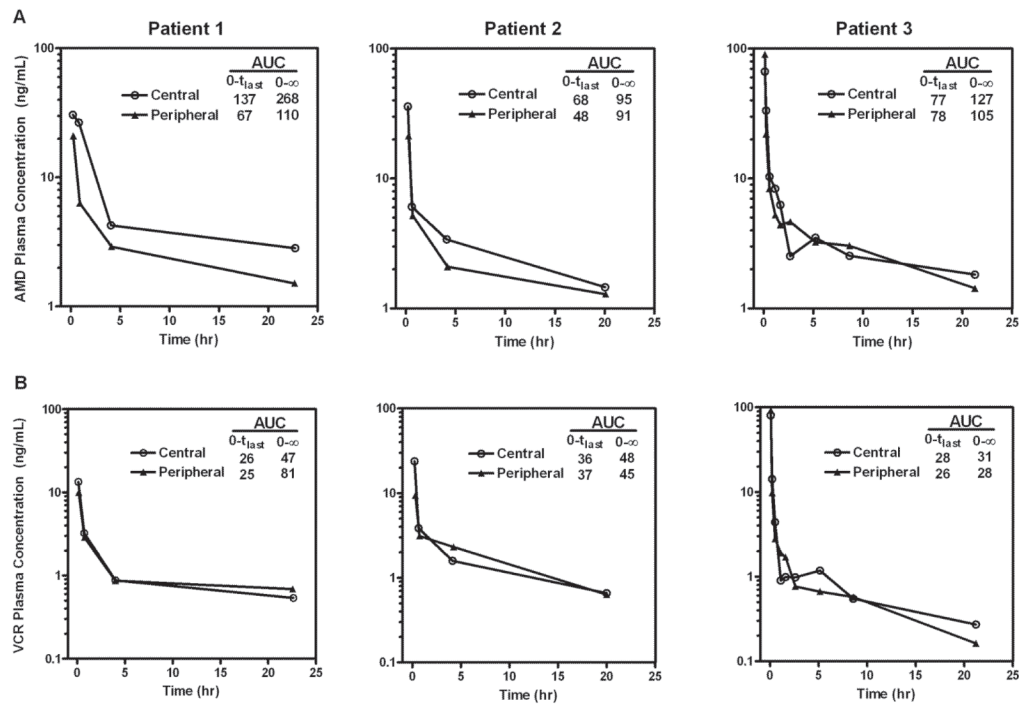 A
Patient 1
Patient 2
Patient 3
AMD Plasma Concentration (ng/mL)
100
10
1
AUC
0-tlast 0-∞
Central 137 268
Peripheral 67 110
0 5 10 15 20 25
Time (hr)
100
10
1
AUC
0-tlast 0-∞
Central 68 95
Peripheral 48 91
0 5 10 15 20 25
Time (hr)
100
10
1
AUC
0-tlast 0-∞
Central 77 127
Peripheral 78 105
0 5 10 15 20 25
Time (hr)
B
VCR Plasma Concentration (ng/mL)
100
10
1
0.1
AUC
0-tlast 0-∞
Central 26 47
Peripheral 25 81
0 5 10 15 20 25
Time (hr)
100
10
1
0.1
AUC
0-tlast 0-∞
Central 36 48
Peripheral 37 45
0 5 10 15 20 25
Time (hr)
100
10
1
0.1
AUC
0-tlast 0-∞
Central 28 31
Peripheral 26 28
0 5 10 15 20 25
Time (hr)